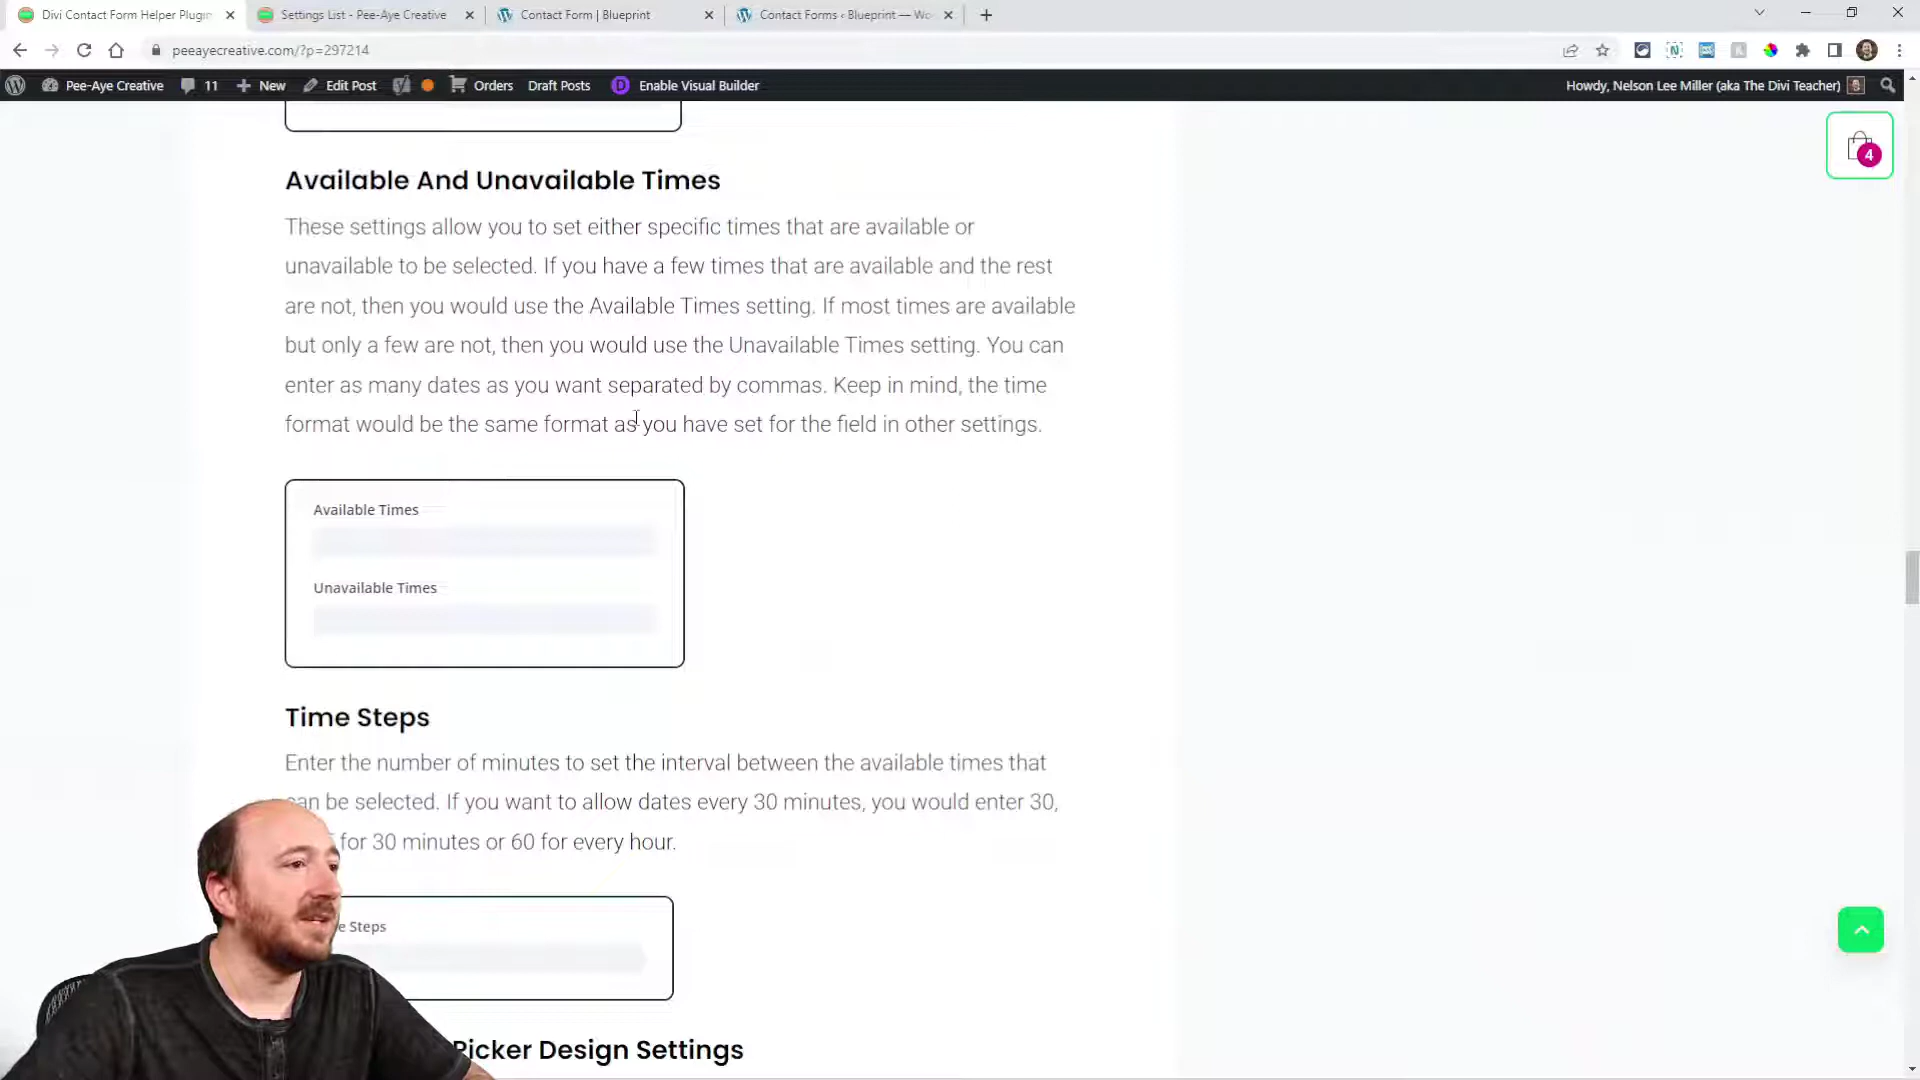 Divi Contact Form Helper Plugin
Settings List - Pee-Aye Creative
Contact Form | Blueprint
Contact Forms ‹ Blueprint — Wo
peeayecreative.com/?p=297214
Pee-Aye Creative
11
New
Edit Post
Orders
Draft Posts
Enable Visual Builder
Howdy, Nelson Lee Miller (aka The Divi Teacher)
4
Available And Unavailable Times
These settings allow you to set either specific times that are available or
unavailable to be selected. If you have a few times that are available and the rest
are not, then you would use the Available Times setting. If most times are available
but only a few are not, then you would use the Unavailable Times setting. You can
enter as many dates as you want separated by commas. Keep in mind, the time
format would be the same format as you have set for the field in other settings.
Available Times
Unavailable Times
Time Steps
Enter the number of minutes to set the interval between the available times that
can be selected. If you want to allow dates every 30 minutes, you would enter 30,
for 30 minutes or 60 for every hour.
Steps
Picker Design Settings